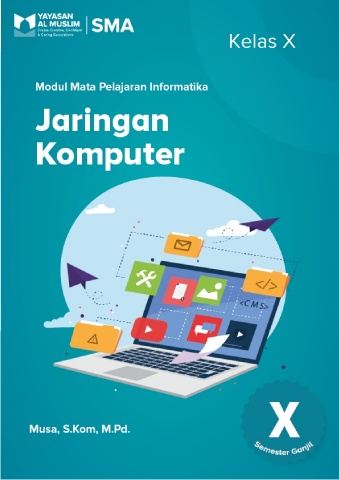 YAYASAN
AL MUSLIM
SMA
Kelas X
Modul Mata Pelajaran Informatika
Jaringan
Komputer
</>
<CMS>
Musa, S.Kom, M.Pd.
X
Semester Ganjil